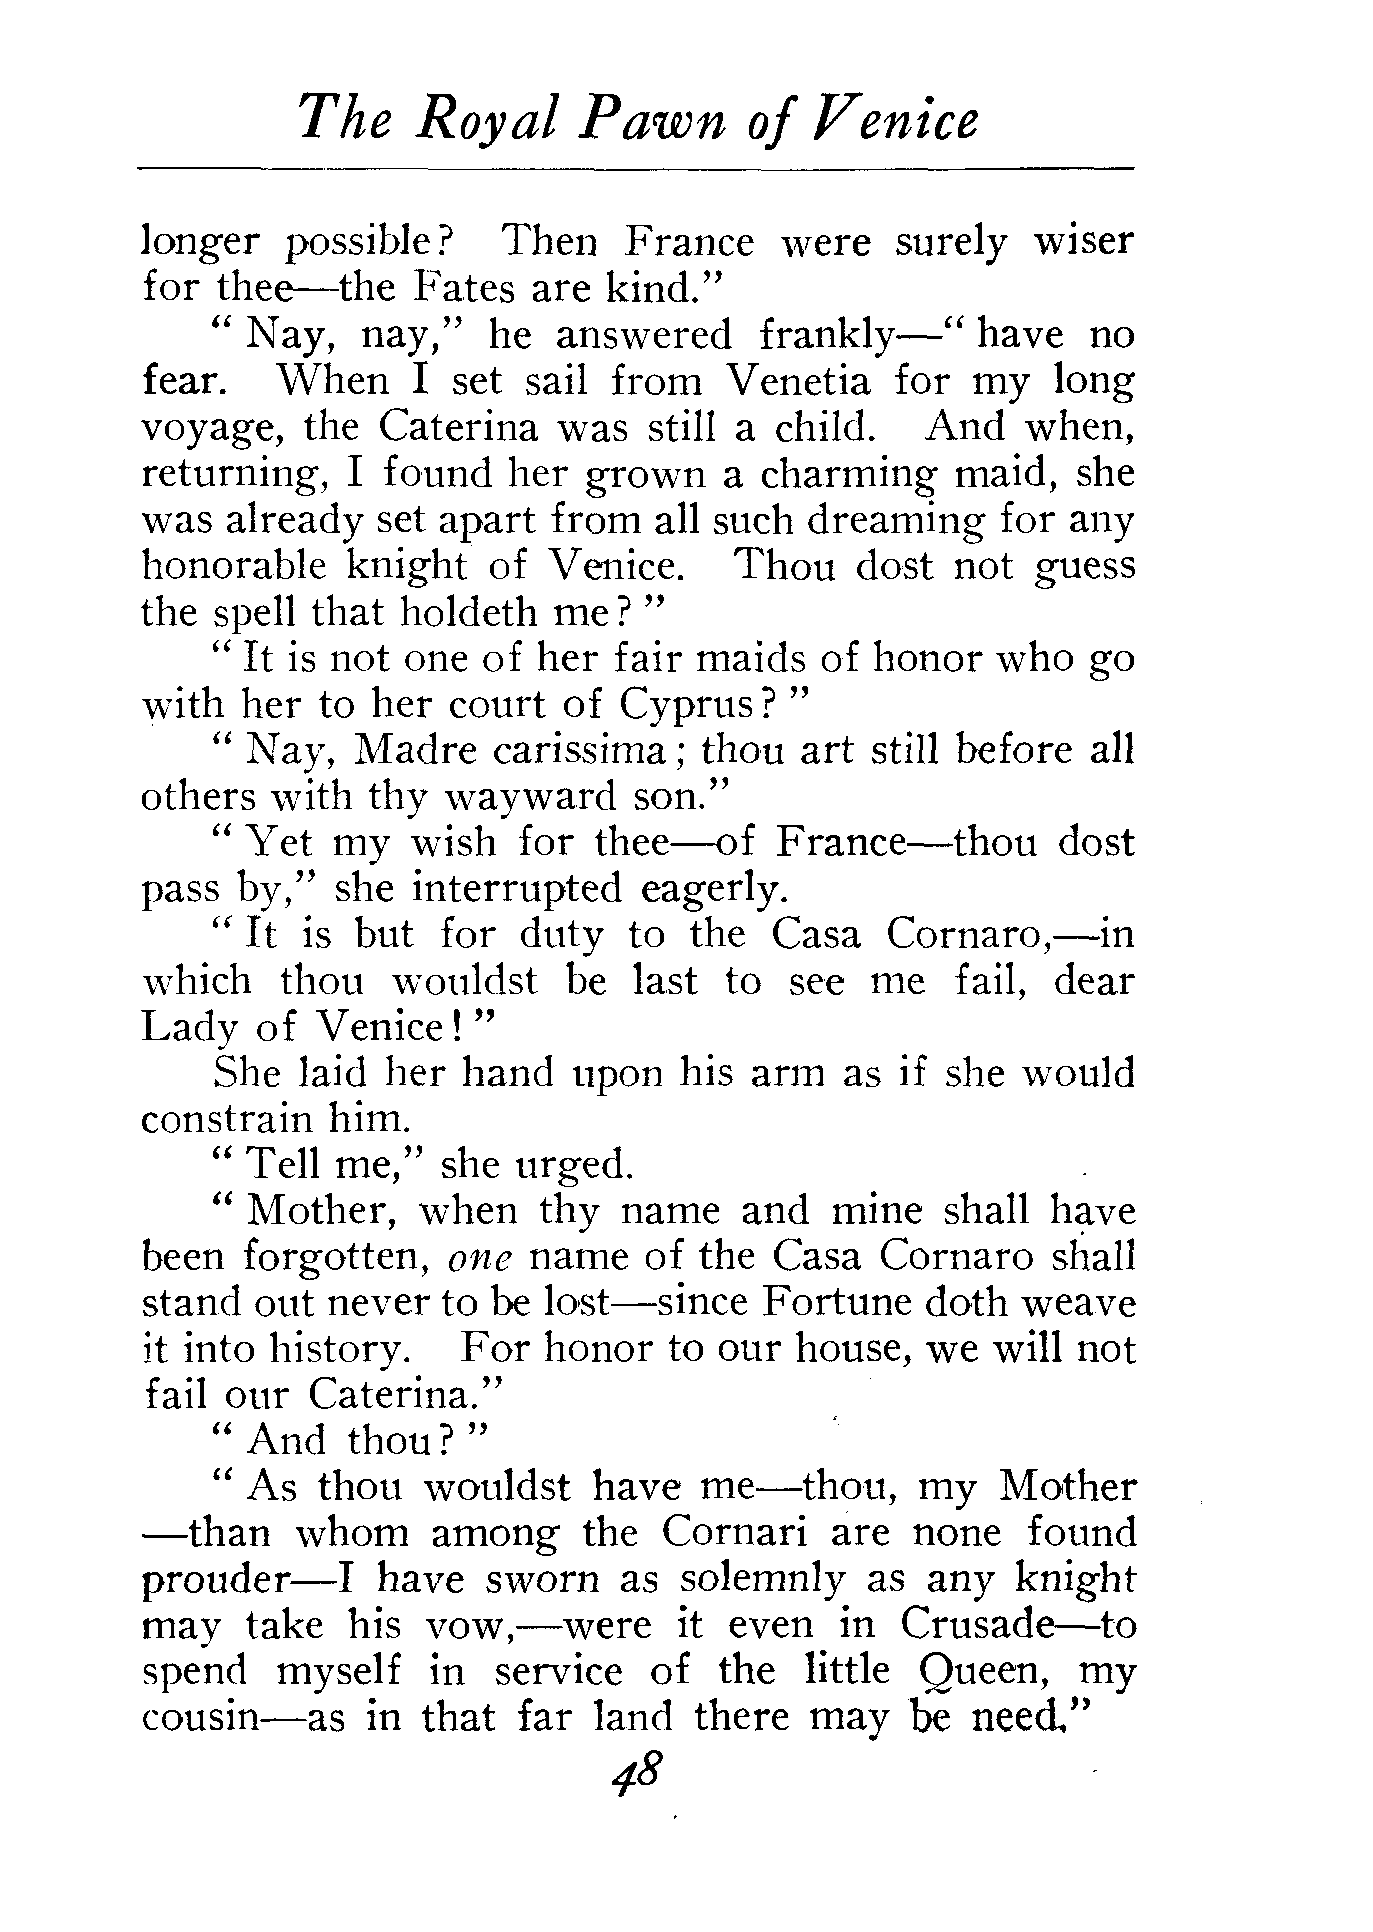 The Royal Pawn of Venice
longer possible? Then France were surely wiser
for thee—the Fates are kind."
" Nay, nay," he answered frankly—" have no
fear. When I set sail from Venetia for my long
voyage, the Caterina was still a child. And when,
returning, I found her grown a charming maid, she
was already set apart from all such dreaming for any
honorable knight of Venice. Thou dost not guess
the spell that holdeth me? "
" It is not one of her fair maids of honor who go
with her to her court of Cyprus? "
" Nay, Madre carissima; thou art still before all
others with thy wayward son."
" Yet my wish for thee—of France—thou dost
pass by," she interrupted eagerly.
" It is but for duty to the Casa Cornaro,—in
which thou wouldst be last to see me fail, dear
Lady of Venice! "
She laid her hand upon his arm as if she would
constrain him.
" Tell me," she urged.
" Mother, when thy name and mine shall have
been forgotten, one name of the Casa Cornaro shall
stand out never to be lost—since Fortune doth weave
it into history. For honor to our house, we will not
fail our Caterina."
" And thou? "
" As thou wouldst have me—thou, my Mother
—than whom among the Cornari are none found
prouder—I have sworn as solemnly as any knight
may take his vow,—were it even in Crusade—to
spend myself in service of the little Queen, my
cousin—as in that far land there may be need."
48